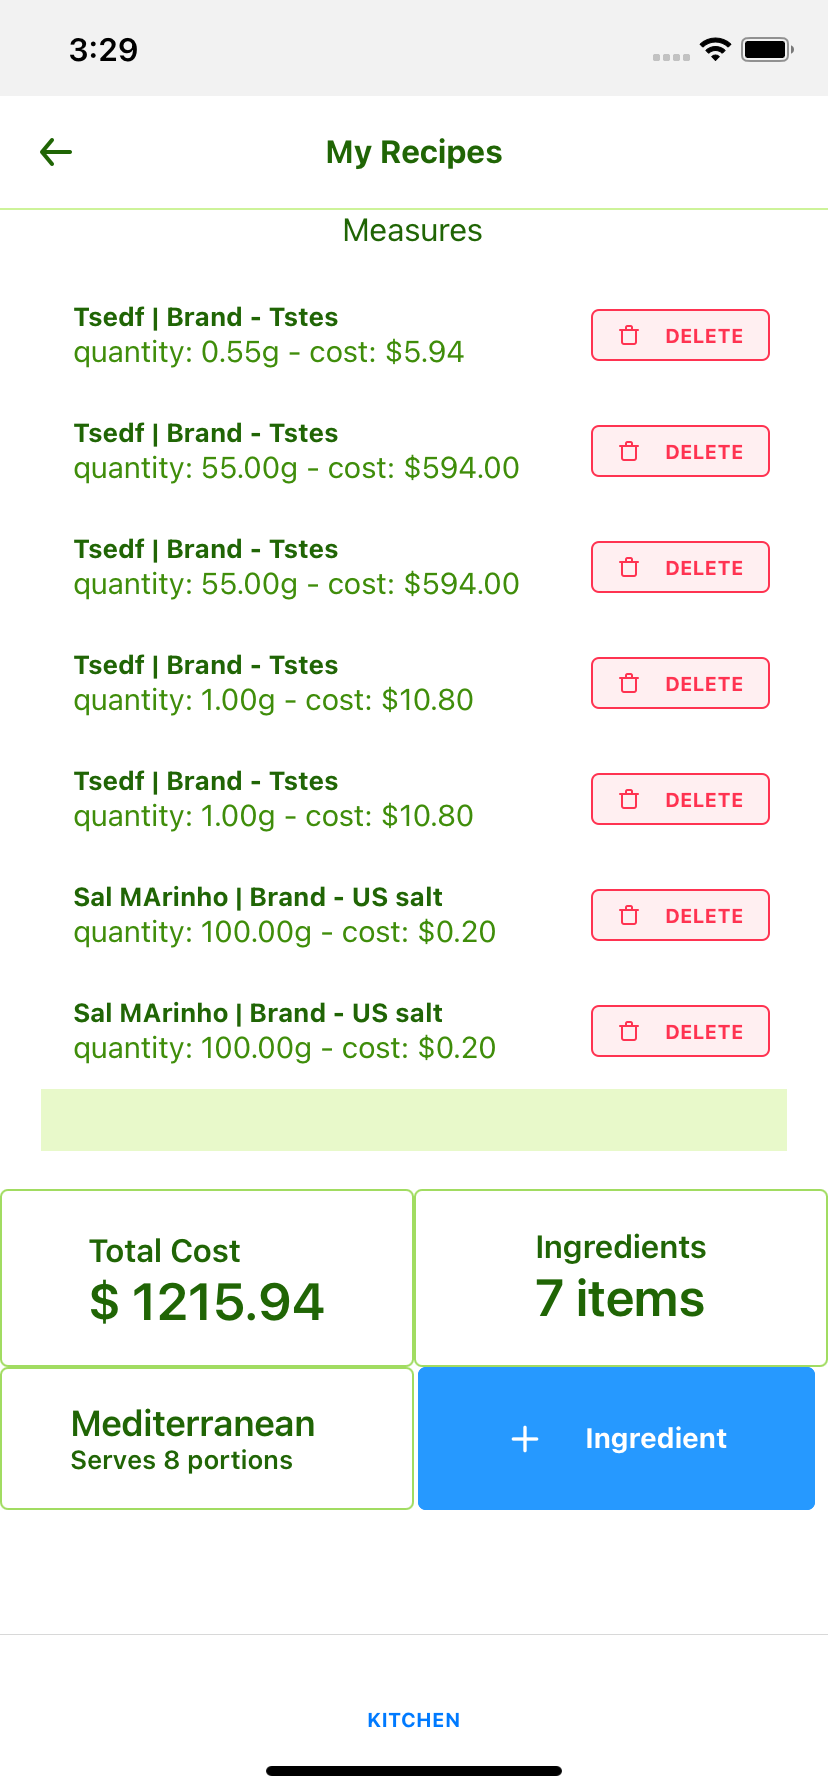 3:29
My Recipes
Measures
Tsedf | Brand - Tstes
quantity: 0.55g - cost: $5.94
DELETE
Tsedf | Brand - Tstes
quantity: 55.00g - cost: $594.00
DELETE
Tsedf | Brand - Tstes
quantity: 55.00g - cost: $594.00
DELETE
Tsedf | Brand - Tstes
quantity: 1.00g - cost: $10.80
DELETE
Tsedf | Brand - Tstes
quantity: 1.00g - cost: $10.80
DELETE
Sal MArinho | Brand - US salt
quantity: 100.00g - cost: $0.20
DELETE
Sal MArinho | Brand - US salt
quantity: 100.00g - cost: $0.20
DELETE
Total Cost
$ 1215.94
Ingredients
7 items
Mediterranean
Serves 8 portions
+ Ingredient
KITCHEN